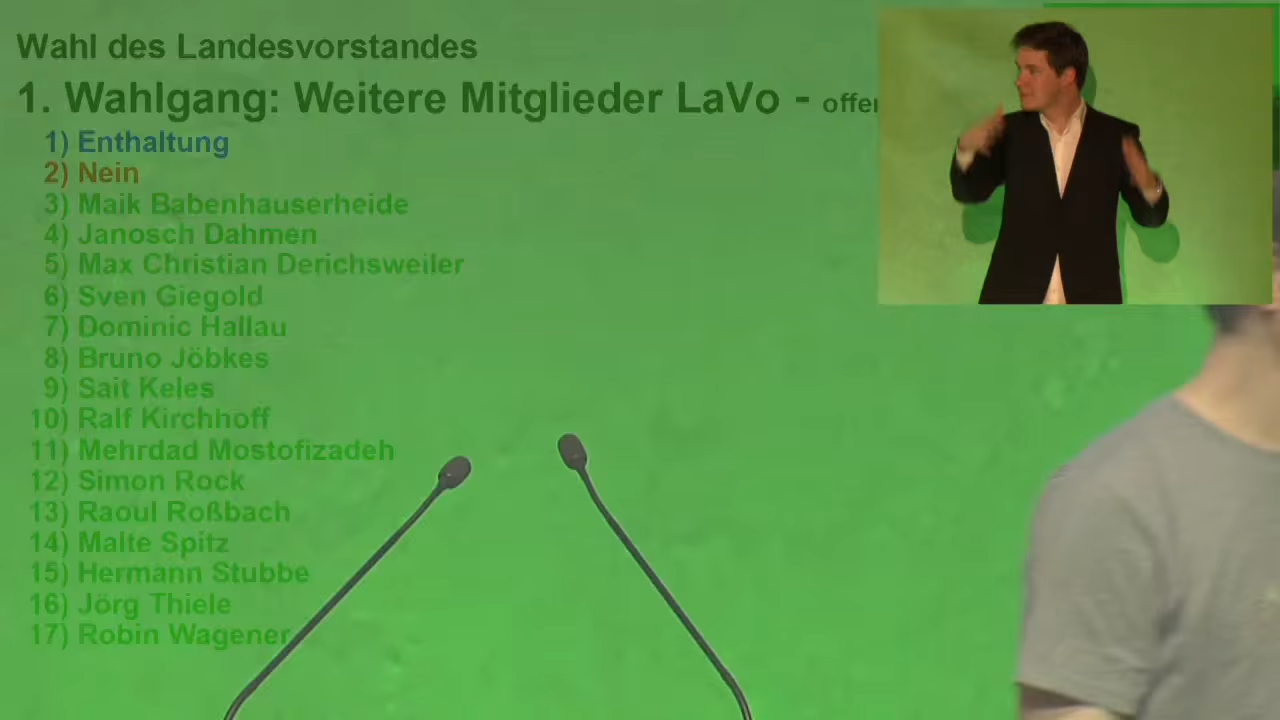 Wahl des Landesvorstandes
1. Wahlgang: Weitere Mitglieder LaVo -
1) Enthaltung
2) Nein
3) Maik Babenhauserheide
4) Janosch Dahmen
5) Max Christian Derichsweiler
6) Sven Giegold
7) Dominic Hallau
8) Bruno Jöbkes
9) Sait Keles
10) Ralf Kirchhoff
11) Mehrdad Mostofizadeh
12) Simon Rock
13) Raoul Roßbach
14) Malte Spitz
15) Hermann Stubbe
16) Jörg Thiele
17) Robin Wagener